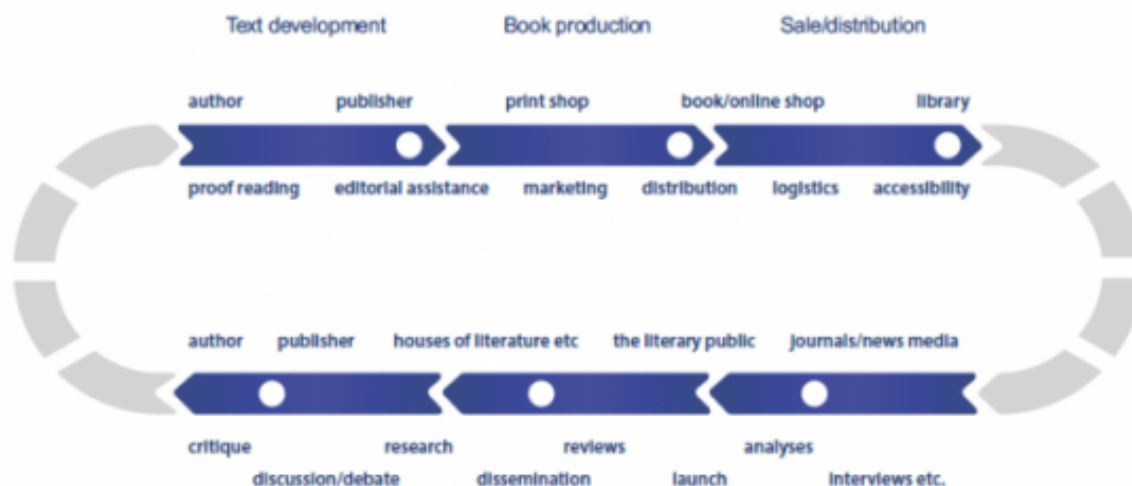 Text development Book production Sale/distribution
author publisher print shop book/online shop library
proof reading editorial assistance marketing distribution logistics accessibility
author publisher houses of literature etc the literary public journals/news media
critique research reviews analyses
discussion/debate dissemination launch interviews etc.